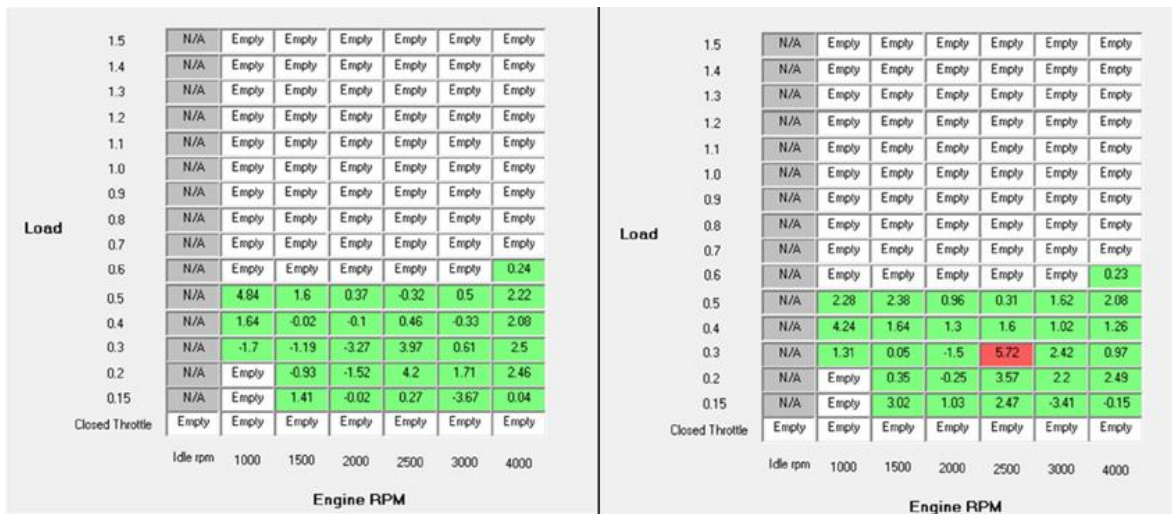 1.5 N/A Empty Empty Empty Empty Empty Empty
1.4 N/A Empty Empty Empty Empty Empty Empty
1.3 N/A Empty Empty Empty Empty Empty Empty
1.2 N/A Empty Empty Empty Empty Empty Empty
1.1 N/A Empty Empty Empty Empty Empty Empty
1.0 N/A Empty Empty Empty Empty Empty Empty
0.9 N/A Empty Empty Empty Empty Empty Empty
0.8 N/A Empty Empty Empty Empty Empty Empty
Load
0.7 N/A Empty Empty Empty Empty Empty Empty
0.6 N/A Empty Empty Empty Empty Empty 0.24
0.5 N/A 4.84 1.6 0.37 -0.32 0.5 2.22
0.4 N/A 1.64 -0.02 -0.1 0.46 -0.33 2.08
0.3 N/A -1.7 -1.19 -3.27 3.97 0.61 2.5
0.2 N/A Empty -0.93 -1.52 4.2 1.71 2.46
0.15 N/A Empty 1.41 -0.02 0.27 -3.67 0.04
Closed Throttle Empty Empty Empty Empty Empty Empty Empty
Idle rpm 1000 1500 2000 2500 3000 4000
Engine RPM
1.5 N/A Empty Empty Empty Empty Empty Empty
1.4 N/A Empty Empty Empty Empty Empty Empty
1.3 N/A Empty Empty Empty Empty Empty Empty
1.2 N/A Empty Empty Empty Empty Empty Empty
1.1 N/A Empty Empty Empty Empty Empty Empty
1.0 N/A Empty Empty Empty Empty Empty Empty
0.9 N/A Empty Empty Empty Empty Empty Empty
0.8 N/A Empty Empty Empty Empty Empty Empty
Load
0.7 N/A Empty Empty Empty Empty Empty Empty
0.6 N/A Empty Empty Empty Empty Empty 0.23
0.5 N/A 2.28 2.38 0.96 0.31 1.62 2.08
0.4 N/A 4.24 1.64 1.3 1.6 1.02 1.26
0.3 N/A 1.31 0.05 -1.5 5.72 2.42 0.97
0.2 N/A Empty 0.35 -0.25 3.57 2.2 2.49
0.15 N/A Empty 3.02 1.03 2.47 -3.41 -0.15
Closed Throttle Empty Empty Empty Empty Empty Empty Empty
Idle rpm 1000 1500 2000 2500 3000 4000
Engine RPM